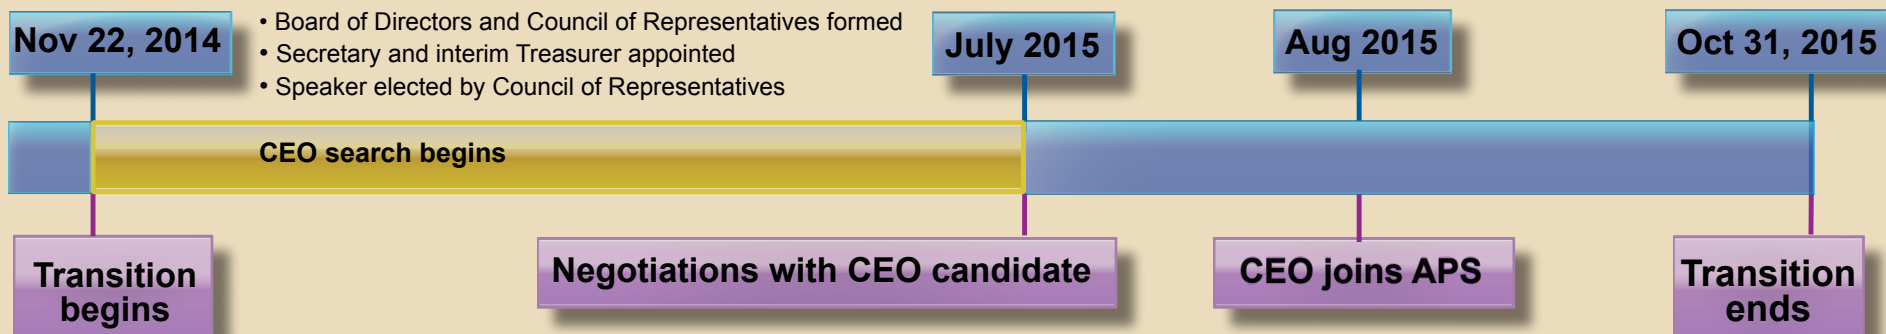 Nov 22, 2014
• Board of Directors and Council of Representatives formed
• Secretary and interim Treasurer appointed
• Speaker elected by Council of Representatives
July 2015
Aug 2015
Oct 31, 2015
CEO search begins
Transition
begins
Negotiations with CEO candidate
CEO joins APS
Transition
ends